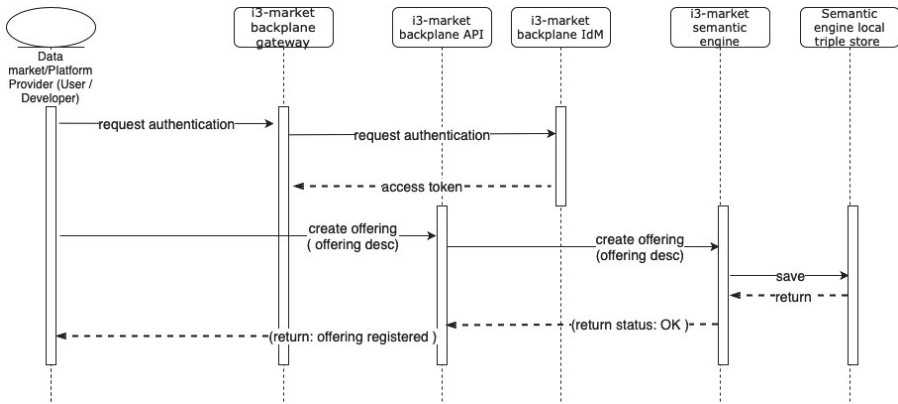 i3-market
backplane
gateway
i3-market
backplane API
i3-market
backplane IdM
i3-market
semantic
engine
Semantic
engine local
triple store
Data
market/Platform
Provider (User /
Developer)
request authentication
request authentication
access token
create offering
( offering desc)
create offering
(offering desc)
save
return
(return status: OK )
(return: offering registered )